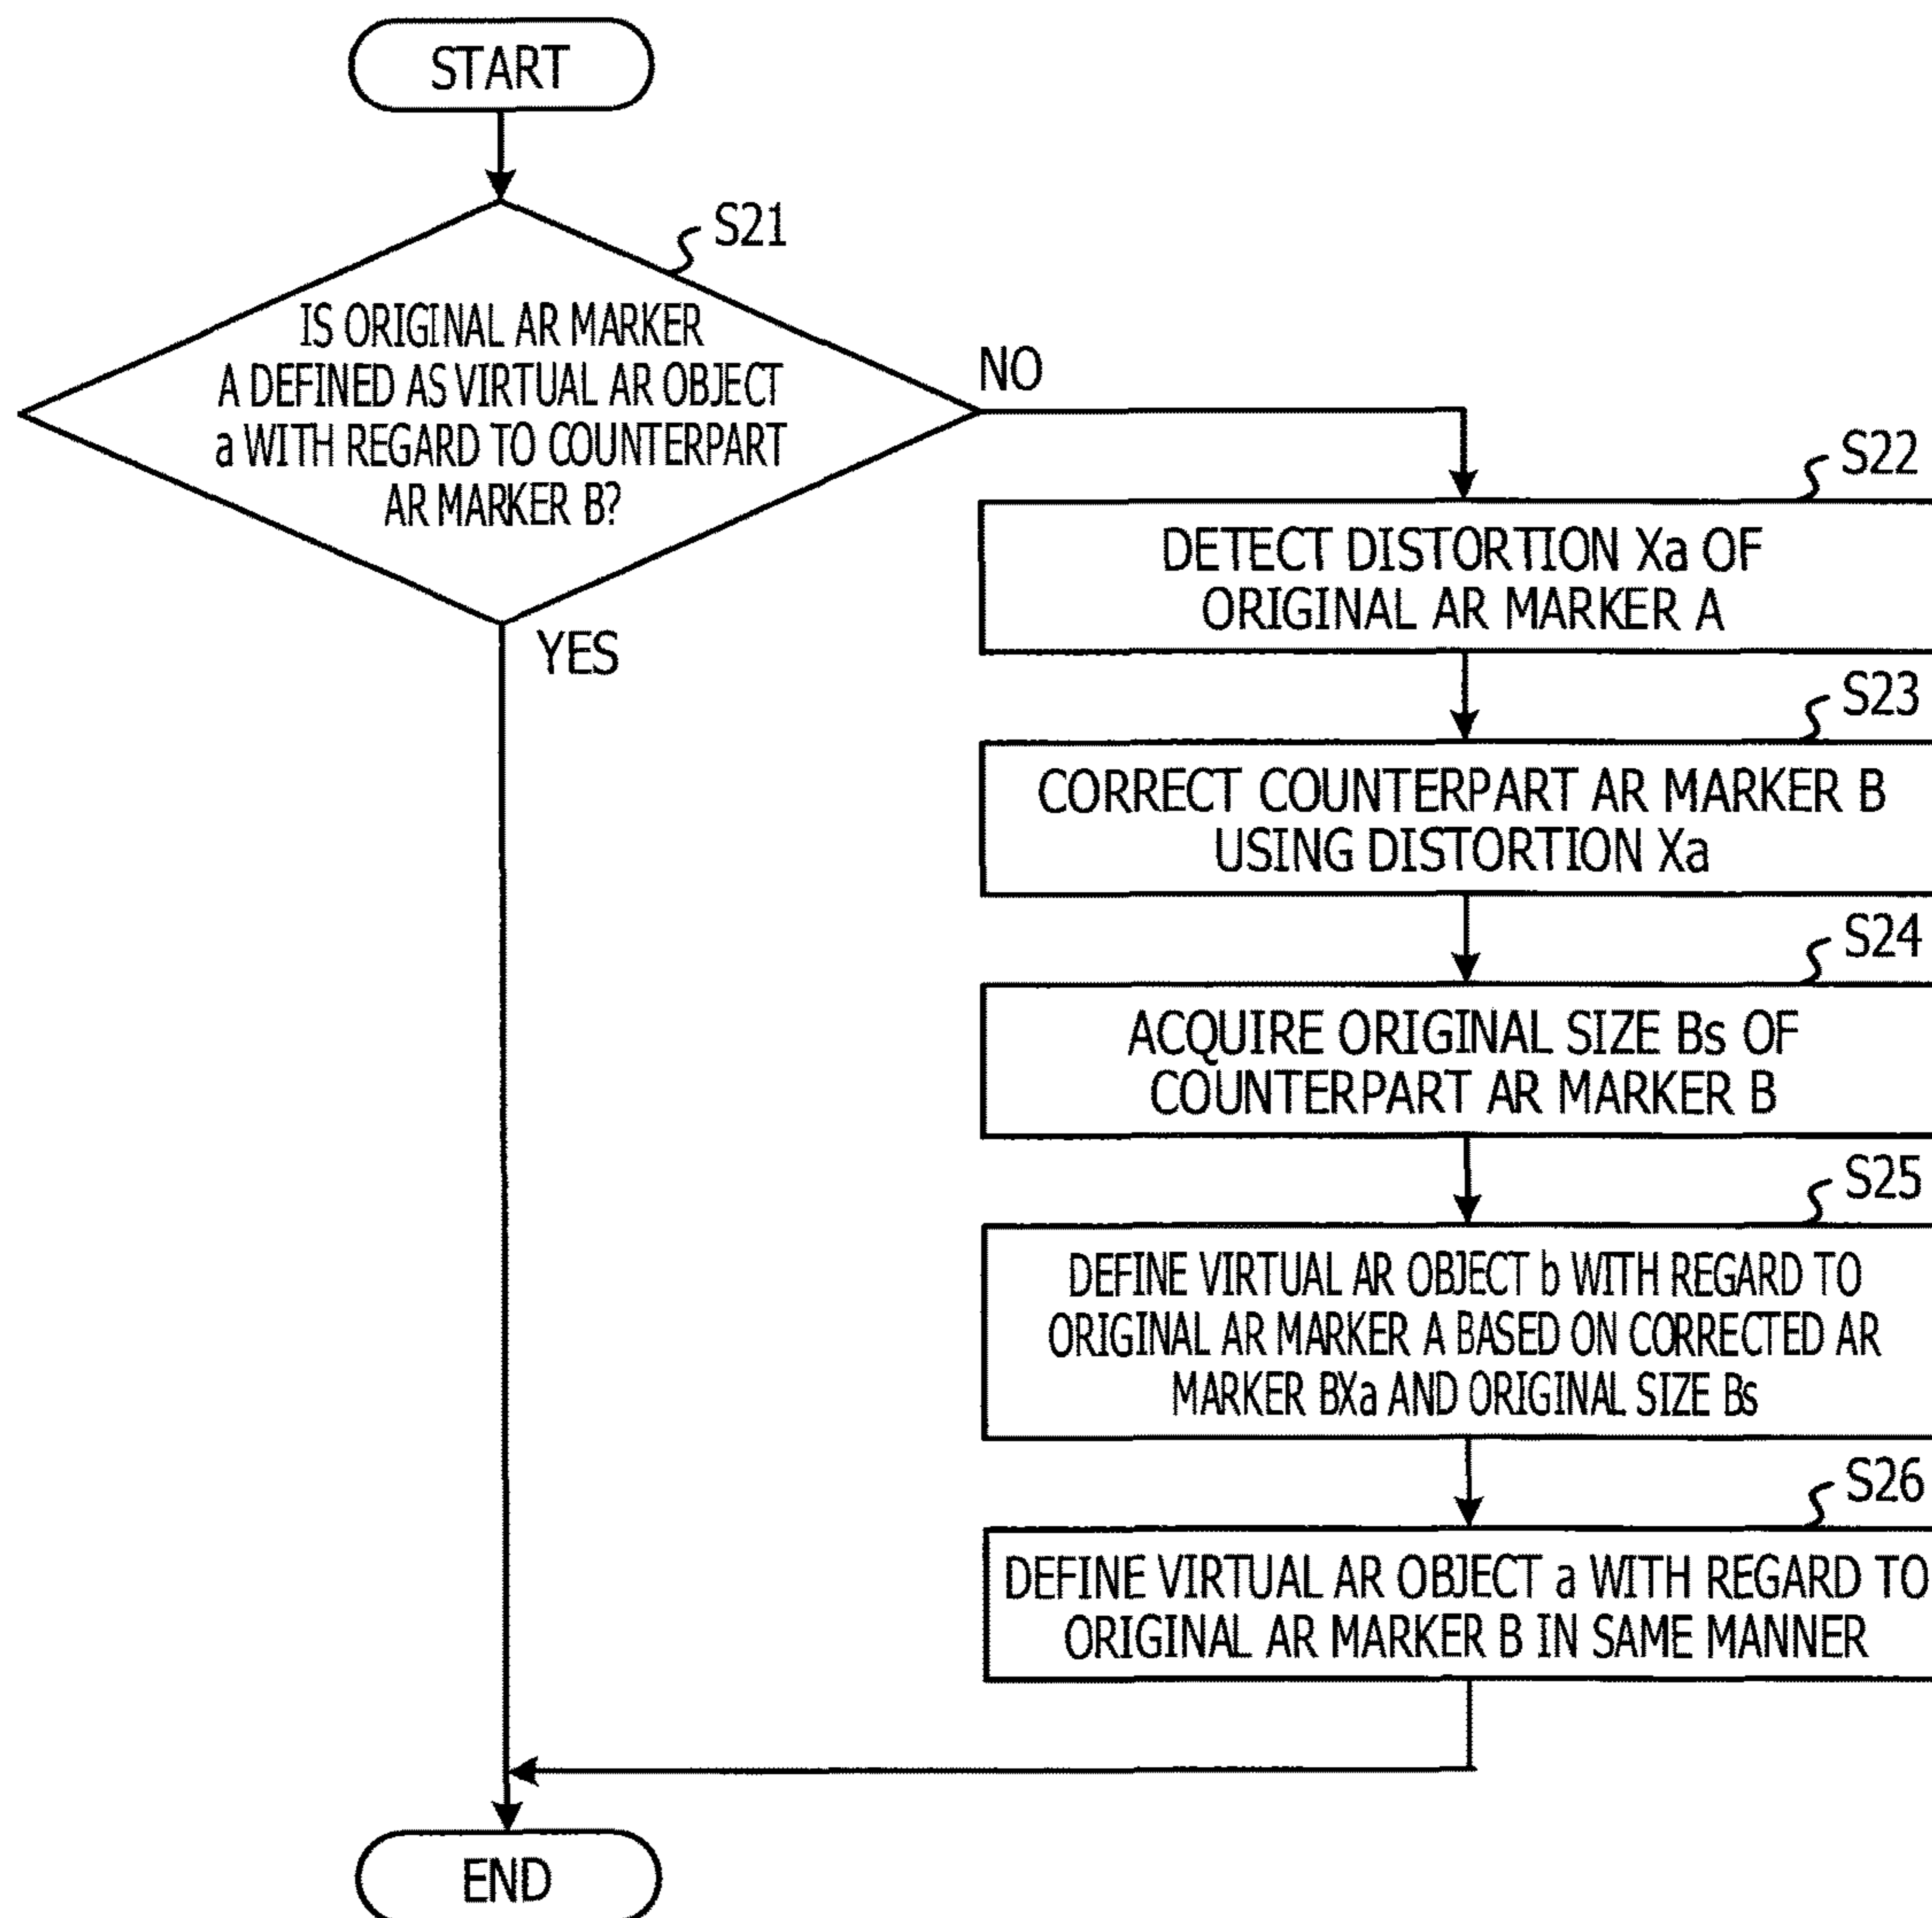 START
S21
IS ORIGINAL AR MARKER
A DEFINED AS VIRTUAL AR OBJECT
a WITH REGARD TO COUNTERPART
AR MARKER B?
NO
YES
S22
DETECT DISTORTION Xa OF
ORIGINAL AR MARKER A
S23
CORRECT COUNTERPART AR MARKER B
USING DISTORTION Xa
S24
ACQUIRE ORIGINAL SIZE Bs OF
COUNTERPART AR MARKER B
S25
DEFINE VIRTUAL AR OBJECT b WITH REGARD TO
ORIGINAL AR MARKER A BASED ON CORRECTED AR
MARKER BXa AND ORIGINAL SIZE Bs
S26
DEFINE VIRTUAL AR OBJECT a WITH REGARD TO
ORIGINAL AR MARKER B IN SAME MANNER
END